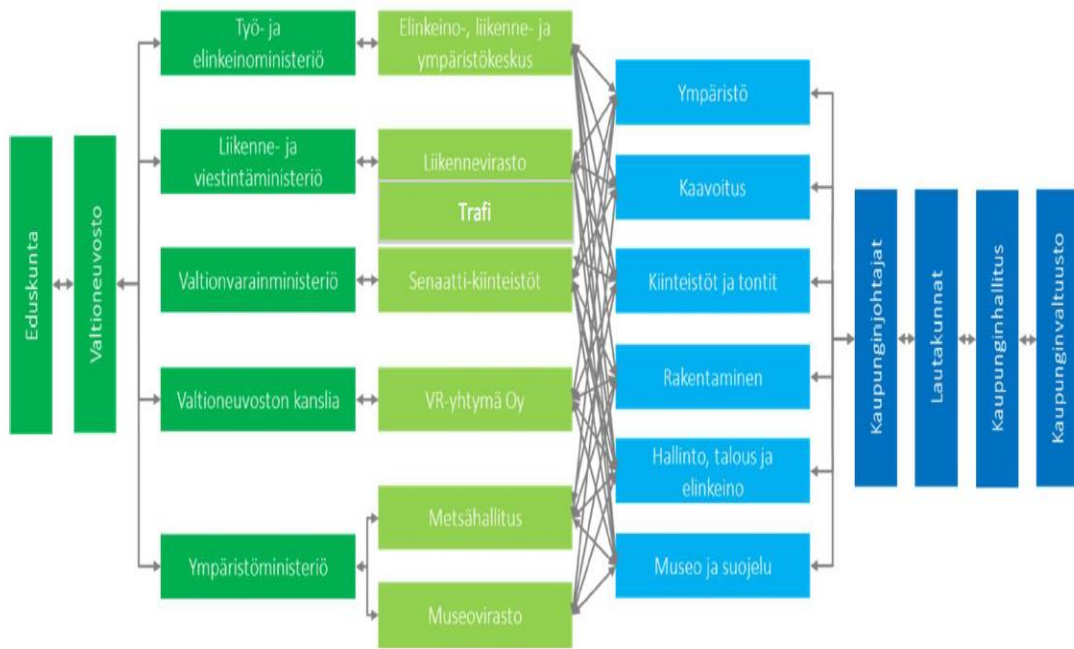 Eduskunta
Valtioneuvosto
Työ- ja
elinkeinoministeriö
Liikenne- ja
viestintäministeriö
Valtionvarainministeriö
Valtioneuvoston kanslia
Ympäristöministeriö
Elinkeino-, liikenne- ja
ympäristökeskus
Liikennevirasto
Trafi
Senaatti-kiinteistöt
VR-yhtymä Oy
Metsähallitus
Museovirasto
Ympäristö
Kaavoitus
Kiinteistöt ja tontit
Rakentaminen
Hallinto, talous ja
elinkeino
Museo ja suojelu
Kaupunginjohtajat
Lautakunnat
Kaupunginhallitus
Kaupunginvaltuusto